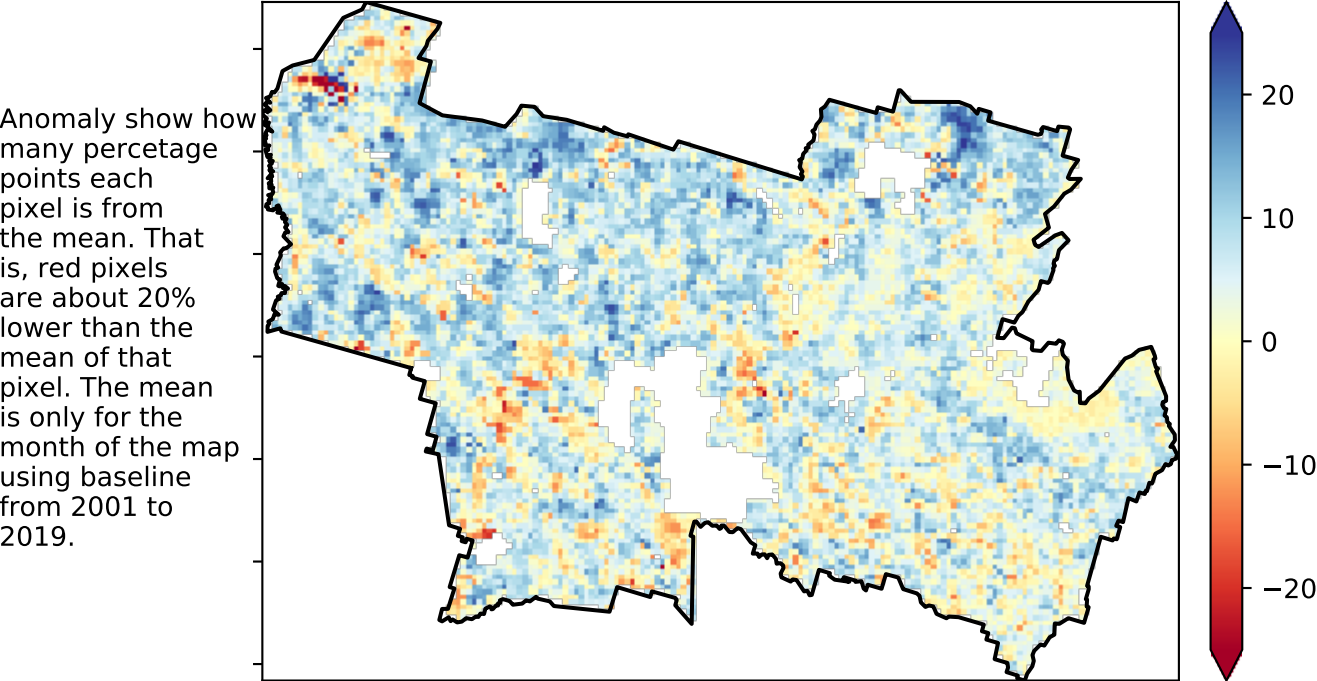 Anomaly show how
many percetage
points each
pixel is from
the mean. That
is, red pixels
are about 20%
lower than the
mean of that
pixel. The mean
is only for the
month of the map
using baseline
from 2001 to
2019.
20
10
0
−10
−20